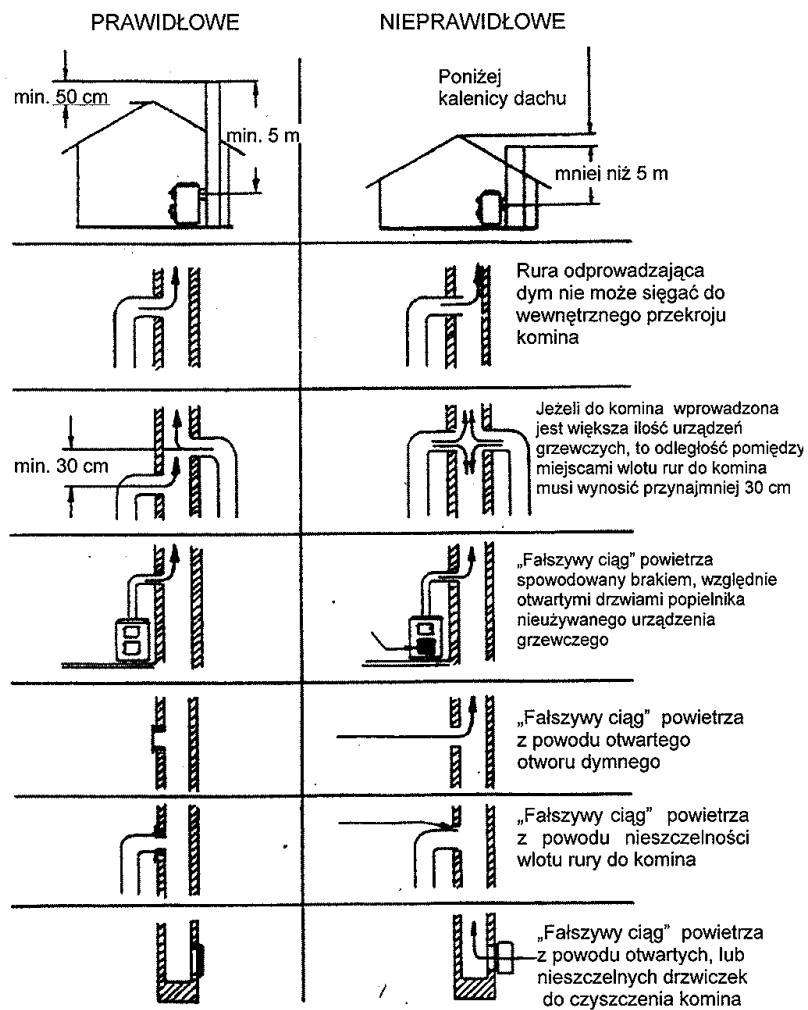 PRAWIDŁOWE
NIEPRAWIDŁOWE
min. 50 cm
min. 5 m
Poniżej
kalenicy dachu
mniej niż 5 m
Rura odprowadzająca
dym nie może sięgać do
wewnętrznego przekroju
komina
min. 30 cm
Jeżeli do komina wprowadzona
jest większa ilość urządzeń
grzewczych, to odległość pomiędzy
miejscami wlotu rur do komina
musi wynosić przynajmniej 30 cm
„Fałszywy ciąg” powietrza
spowodowany brakiem, względnie
otwartymi drzwiami popielnika
nieużywanego urządzenia
grzewczego
„Fałszywy ciąg” powietrza
z powodu otwartego
otworu dymnego
„Fałszywy ciąg” powietrza
z powodu nieszczelności
wlotu rury do komina
„Fałszywy ciąg” powietrza
z powodu otwartych, lub
nieszczelnych drzwiczek
do czyszczenia komina